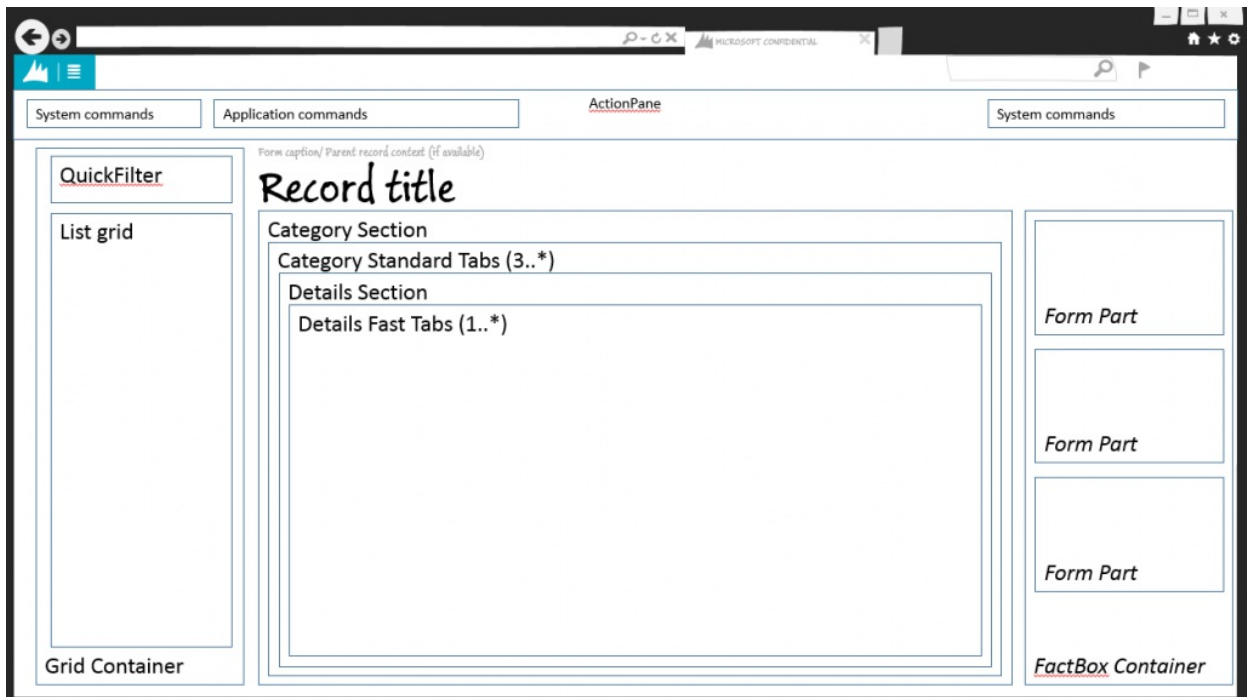 MICROSOFT CONFIDENTIAL
System commands
Application commands
ActionPane
System commands
Form caption/ Parent record context (if available)
Record title
QuickFilter
List grid
Grid Container
Category Section
Category Standard Tabs (3..*)
Details Section
Details Fast Tabs (1..*)
Form Part
Form Part
Form Part
FactBox Container